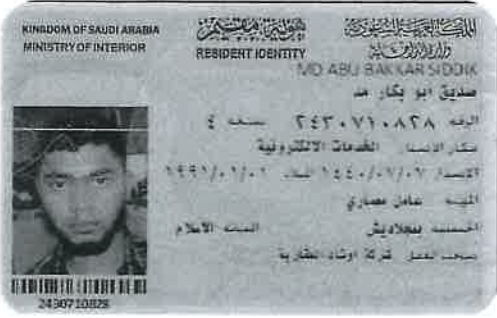 KINGDOM OF SAUDI ARABIA
MINISTRY OF INTERIOR
هوية مقيم
RESIDENT IDENTITY
المملكة العربية السعودية
وزارة الداخلية
MD ABU BAKKAR SIDDIK
صديق ابو بكار مد
الرقم ٢٤٣٠٧١٠٨٢٨ نسخة ٤
مكان الاصدار الخدمات الالكترونية
الاصدار ١٤٤٠/٠٧/٠٧ الميلاد ١٩٩١/٠١/٠١
المهنة عامل معماري
الجنسية بنجلاديش الديانة الاسلام
صاحب العمل شركة العقارية
2430710828